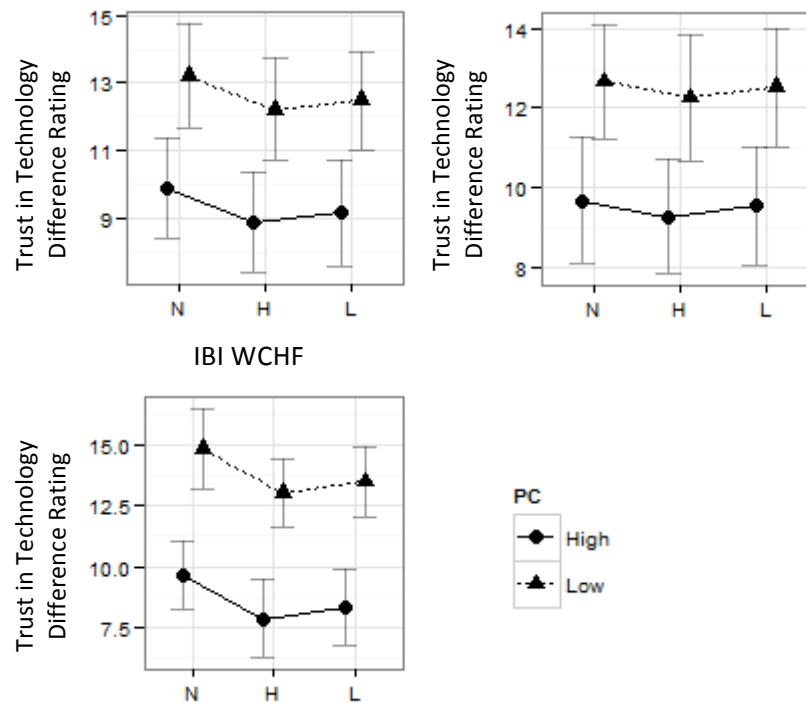 Trust in Technology
Difference Rating
15
13
11
9
N H L
Trust in Technology
Difference Rating
14
12
10
8
N H L
IBI WCHF
Trust in Technology
Difference Rating
15.0
12.5
10.0
7.5
N H L
PC
High
Low